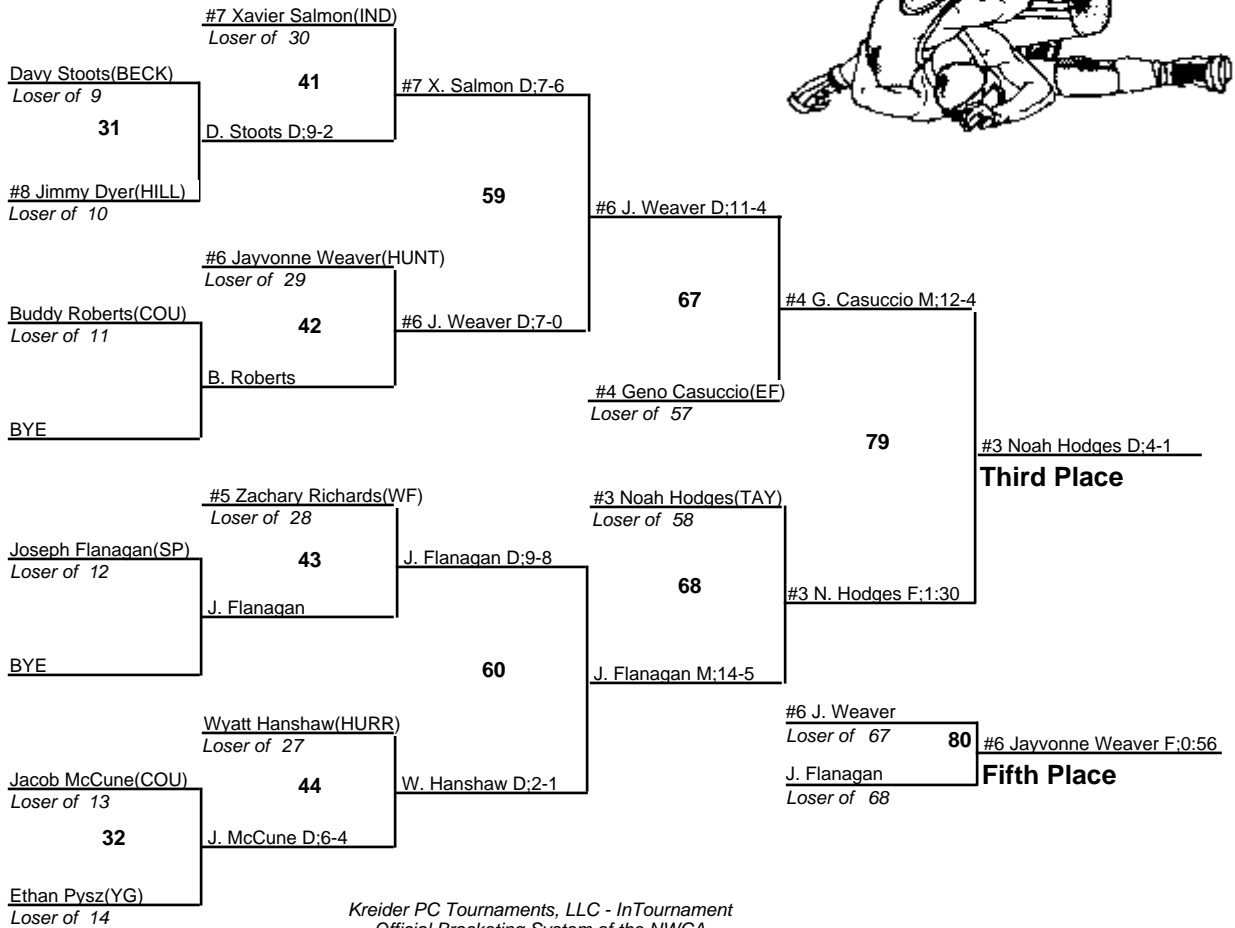 #7 Xavier Salmon(IND)
Loser of 30
Davy Stoots(BECK)
Loser of 9
41
#7 X. Salmon D;7-6
31
D. Stoots D;9-2
#8 Jimmy Dyer(HILL)
Loser of 10
59
#6 J. Weaver D;11-4
#6 Jayvonne Weaver(HUNT)
Loser of 29
Buddy Roberts(COU)
Loser of 11
42
#6 J. Weaver D;7-0
67
#4 G. Casuccio M;12-4
B. Roberts
#4 Geno Casuccio(EF)
Loser of 57
BYE
79
#3 Noah Hodges D;4-1
Third Place
#5 Zachary Richards(WF)
Loser of 28
#3 Noah Hodges(TAY)
Loser of 58
Joseph Flanagan(SP)
Loser of 12
43
J. Flanagan D;9-8
68
#3 N. Hodges F;1:30
J. Flanagan
BYE
60
J. Flanagan M;14-5
Wyatt Hanshaw(HURR)
Loser of 27
#6 J. Weaver
Loser of 67
80
#6 Jayvonne Weaver F;0:56
Fifth Place
J. Flanagan
Loser of 68
Jacob McCune(COU)
Loser of 13
44
W. Hanshaw D;2-1
32
J. McCune D;6-4
Ethan Pysz(YG)
Loser of 14
Kreider PC Tournaments, LLC - InTournament
Official Bracketing System of the NWCA